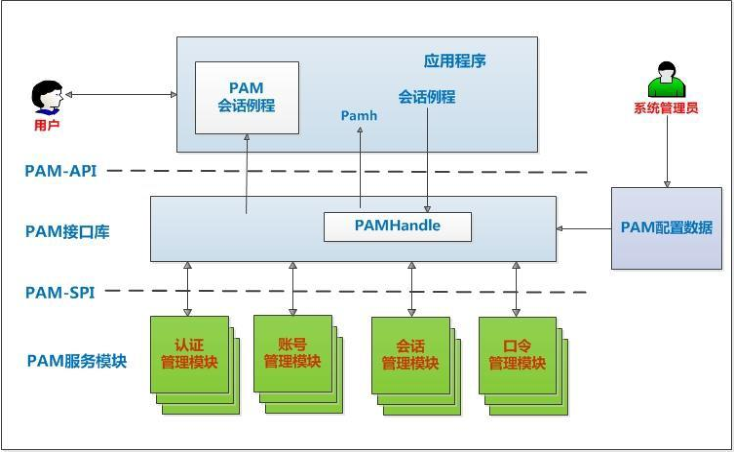 应用程序
PAM
会话例程
会话例程
Pamh
用户
系统管理员
PAM-API
PAM接口库
PAMHandle
PAM配置数据
PAM-SPI
PAM服务模块
认证
管理模块
账号
管理模块
会话
管理模块
口令
管理模块